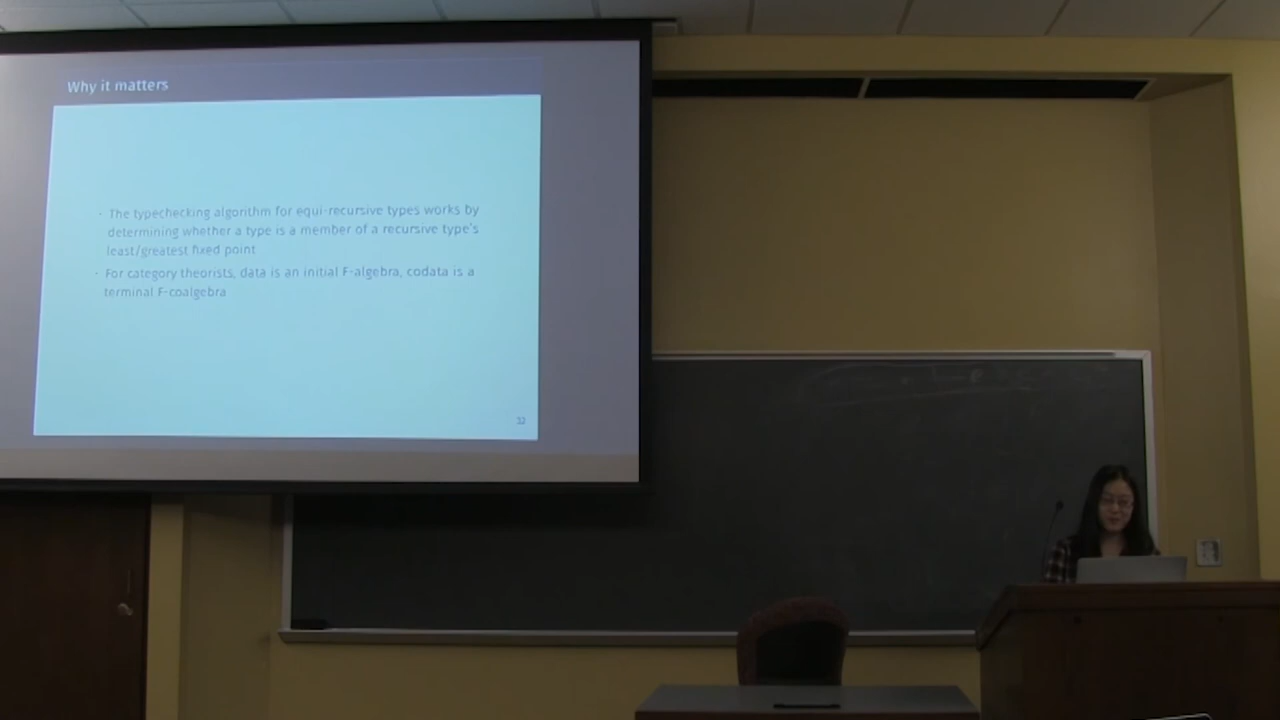 Why it matters
· The typechecking algorithm for equi-recursive types works by
determining whether a type is a member of a recursive type's
least/greatest fixed point
· For category theorists, data is an initial F-algebra, codata is a
terminal F-coalgebra
32